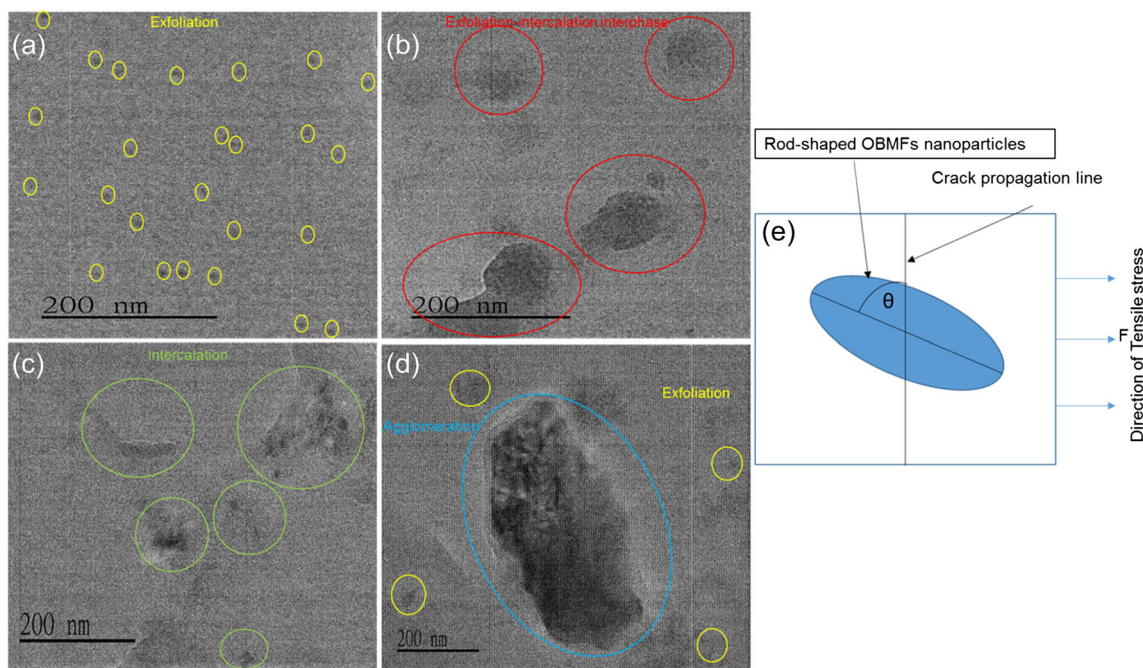 (a)
Exfoliation
200 nm
(b)
Exfoliation-intercalation interphase
200 nm
(c)
Intercalation
200 nm
(d)
Exfoliation
Agglomeration
200 nm
Rod-shaped OBMFs nanoparticles
Crack propagation line
(e)
θ
F
Direction of Tensile stress